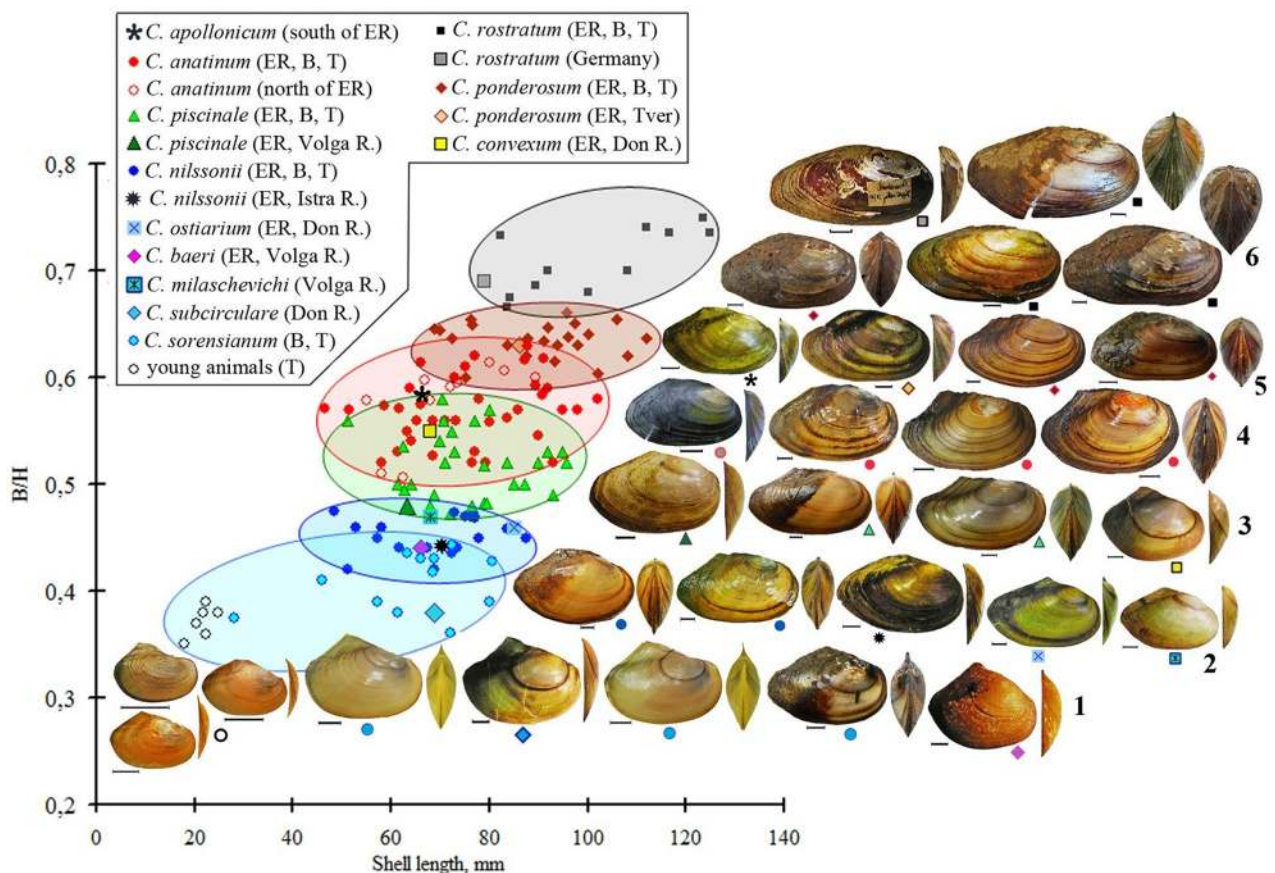 C. apollonicum (south of ER)
C. anatinum (ER, B, T)
C. anatinum (north of ER)
C. piscinale (ER, B, T)
C. piscinale (ER, Volga R.)
C. nilssonii (ER, B, T)
C. nilssonii (ER, Istra R.)
C. ostiarium (ER, Don R.)
C. baeri (ER, Volga R.)
C. milaschevichi (Volga R.)
C. subcirculare (Don R.)
C. sorensianum (B, T)
young animals (T)
C. rostratum (ER, B, T)
C. rostratum (Germany)
C. ponderosum (ER, B, T)
C. ponderosum (ER, Tver)
C. convexum (ER, Don R.)
0,8
0,7
0,6
0,5
0,4
0,3
0,2
B/H
0 20 40 60 80 100 120 140
Shell length, mm
6
5
4
3
2
1